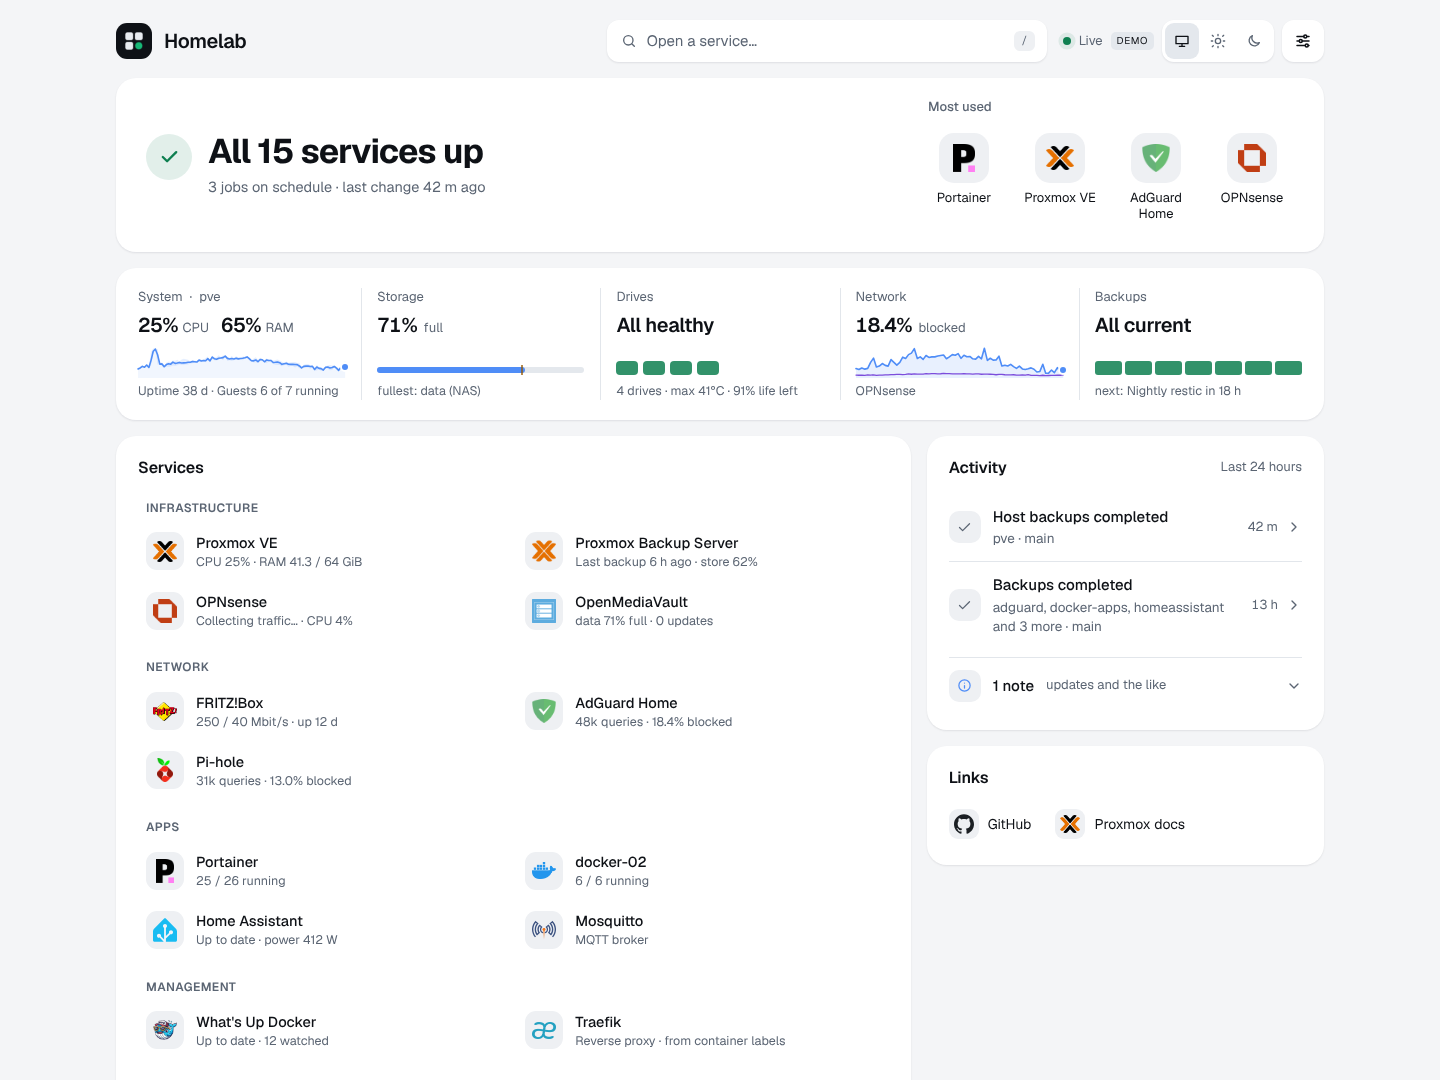 Homelab
Open a service...
/
Live
DEMO
Most used
All 15 services up
3 jobs on schedule · last change 42 m ago
Portainer
Proxmox VE
AdGuard
Home
OPNsense
System · pve
25% CPU 65% RAM
Uptime 38 d · Guests 6 of 7 running
Storage
71% full
fullest: data (NAS)
Drives
All healthy
4 drives · max 41°C · 91% life left
Network
18.4% blocked
OPNsense
Backups
All current
next: Nightly restic in 18 h
Services
INFRASTRUCTURE
Proxmox VE
CPU 25% · RAM 41.3 / 64 GiB
Proxmox Backup Server
Last backup 6 h ago · store 62%
OPNsense
Collecting traffic... · CPU 4%
OpenMediaVault
data 71% full · 0 updates
NETWORK
FRITZ!Box
250 / 40 Mbit/s · up 12 d
AdGuard Home
48k queries · 18.4% blocked
Pi-hole
31k queries · 13.0% blocked
APPS
Portainer
25 / 26 running
docker-02
6 / 6 running
Home Assistant
Up to date · power 412 W
Mosquitto
MQTT broker
MANAGEMENT
What's Up Docker
Up to date · 12 watched
Traefik
Reverse proxy · from container labels
Activity
Last 24 hours
Host backups completed
pve · main
42 m
Backups completed
adguard, docker-apps, homeassistant
and 3 more · main
13 h
1 note updates and the like
Links
GitHub
Proxmox docs